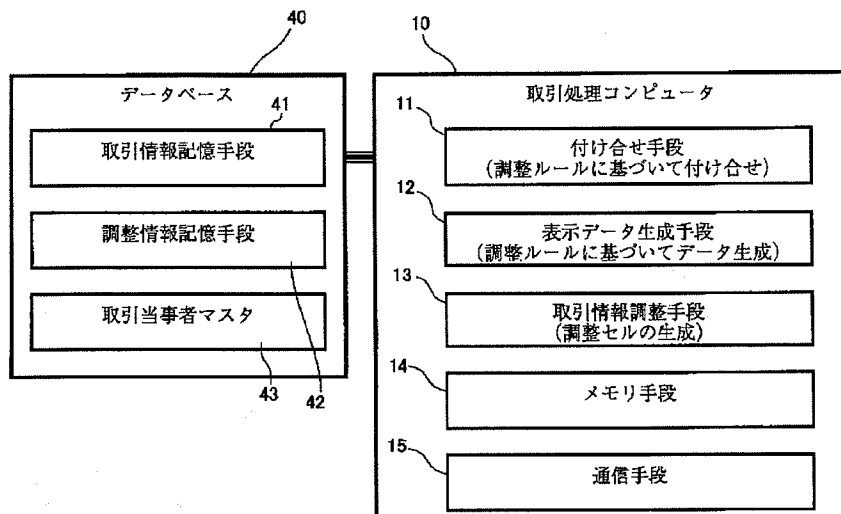 40
データベース
41
取引情報記憶手段
調整情報記憶手段
42
取引当事者マスタ
43
10
取引処理コンピュータ
11
付け合せ手段
(調整ルールに基づいて付け合せ)
12
表示データ生成手段
(調整ルールに基づいてデータ生成)
13
取引情報調整手段
(調整セルの生成)
14
メモリ手段
15
通信手段